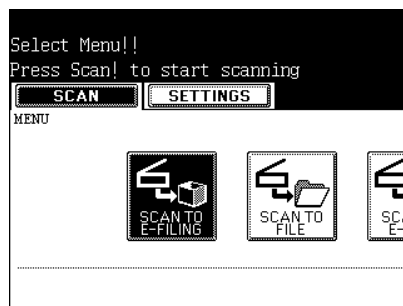 Select Menu!!
Press Scan! to start scanning
SCAN SETTINGS
MENU
SCAN TO
E-FILING
SCAN TO
FILE